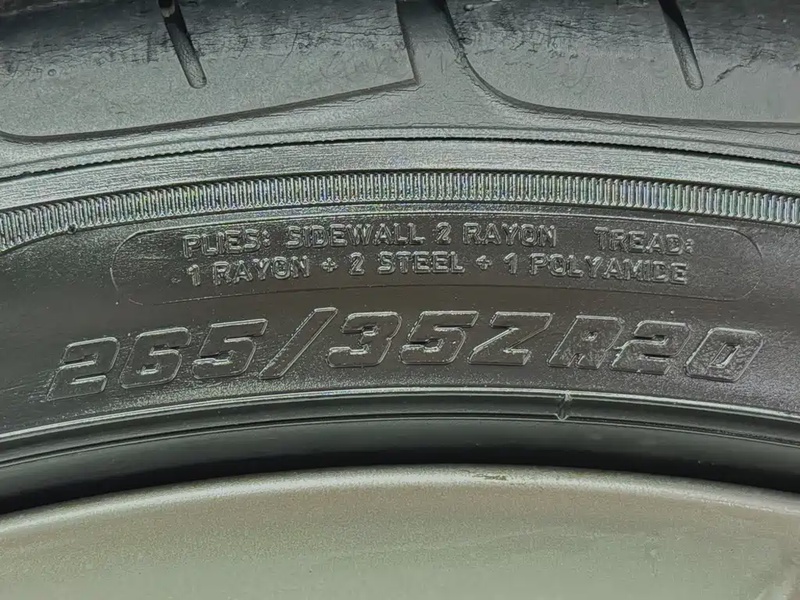 PLIES: SIDEWALL 2 RAYON TREAD:
1 RAYON + 2 STEEL + 1 POLYAMIDE
265/35ZR20